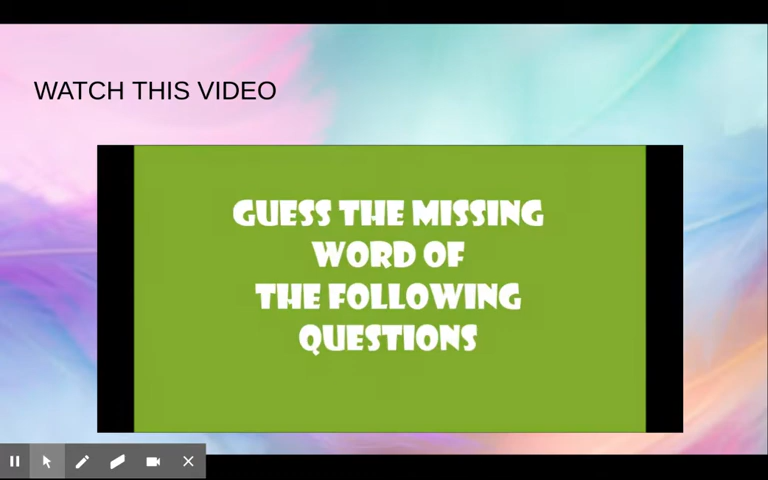 WATCH THIS VIDEO
GUESS THE MISSING
WORD OF
THE FOLLOWING
QUESTIONS